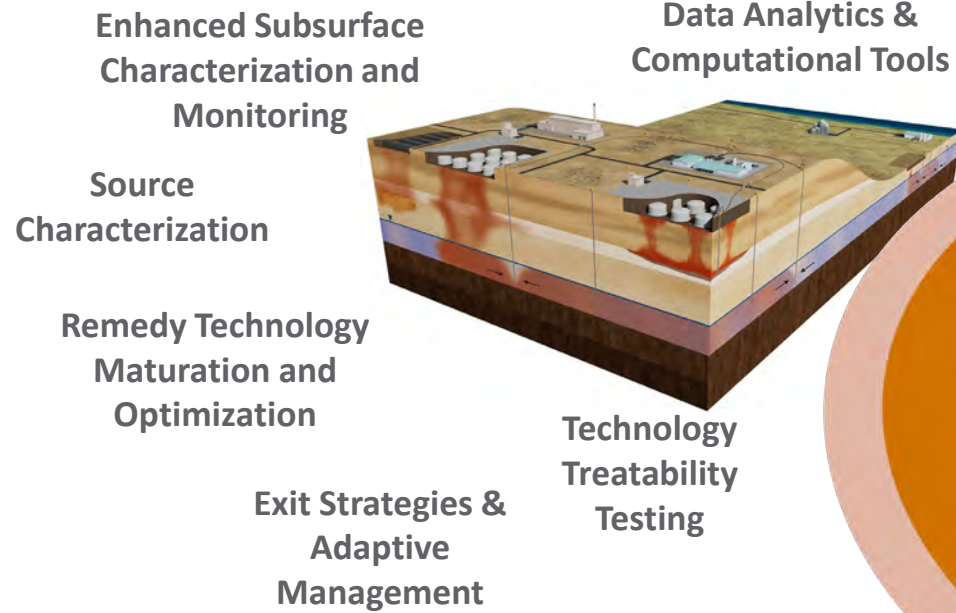 Enhanced Subsurface
Characterization and
Monitoring
Data Analytics &
Computational Tools
Source
Characterization
Remedy Technology
Maturation and
Optimization
Technology
Treatability
Testing
Exit Strategies &
Adaptive
Management